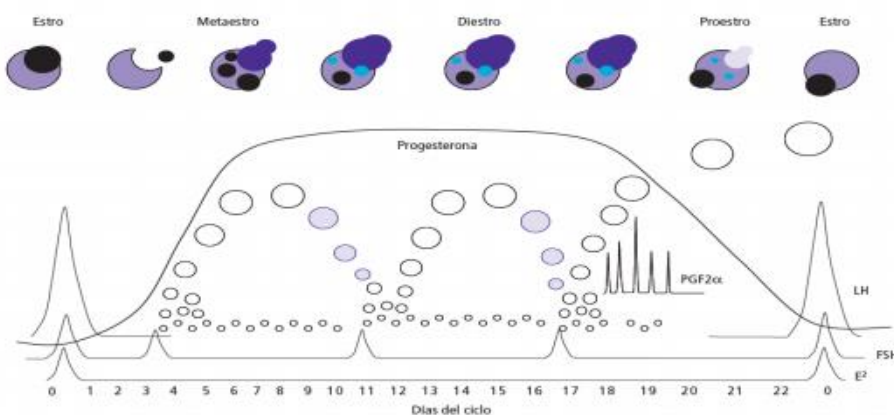 Estro Metaestro Diestro Proestro Estro
Progesterona
PGF2α
LH
FSH
E²
0 1 2 3 4 5 6 7 8 9 10 11 12 13 14 15 16 17 18 19 20 21 22 0
Días del ciclo